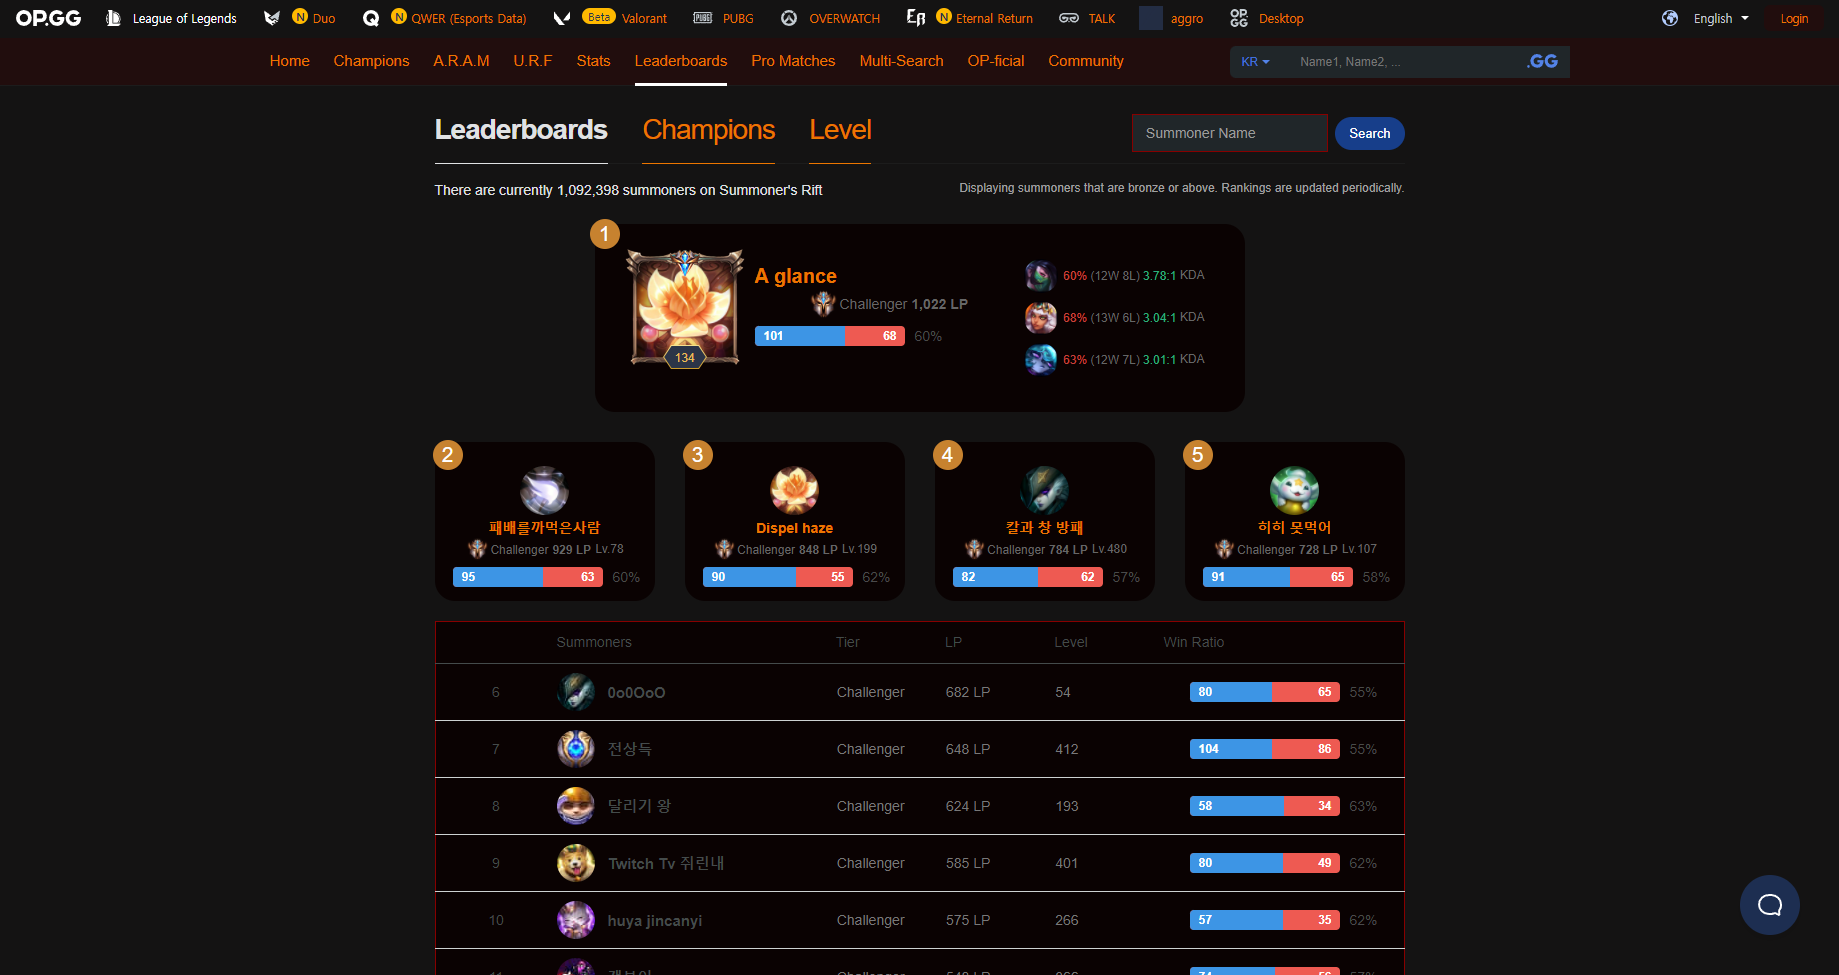 OP.GG League of Legends N Duo N QWER (Esports Data) Beta Valorant PUBG OVERWATCH N Eternal Return TALK aggro OP GG Desktop English Login
Home Champions A.R.A.M U.R.F Stats Leaderboards Pro Matches Multi-Search OP-ficial Community KR Name1, Name2, ... .GG
Leaderboards Champions Level Summoner Name Search
There are currently 1,092,398 summoners on Summoner's Rift Displaying summoners that are bronze or above. Rankings are updated periodically.
1
A glance
Challenger 1,022 LP
101 68 60%
134
60% (12W 8L) 3.78:1 KDA
68% (13W 6L) 3.04:1 KDA
63% (12W 7L) 3.01:1 KDA
2
패배를까먹은사람
Challenger 929 LP Lv.78
95 63 60%
3
Dispel haze
Challenger 848 LP Lv.199
90 55 62%
4
칼과 창 방패
Challenger 784 LP Lv.480
82 62 57%
5
히히 못먹어
Challenger 728 LP Lv.107
91 65 58%
Summoners Tier LP Level Win Ratio
6 0o0OoO Challenger 682 LP 54 80 65 55%
7 전상득 Challenger 648 LP 412 104 86 55%
8 달리기 왕 Challenger 624 LP 193 58 34 63%
9 Twitch Tv 쥐린내 Challenger 585 LP 401 80 49 62%
10 huya jincanyi Challenger 575 LP 266 57 35 62%